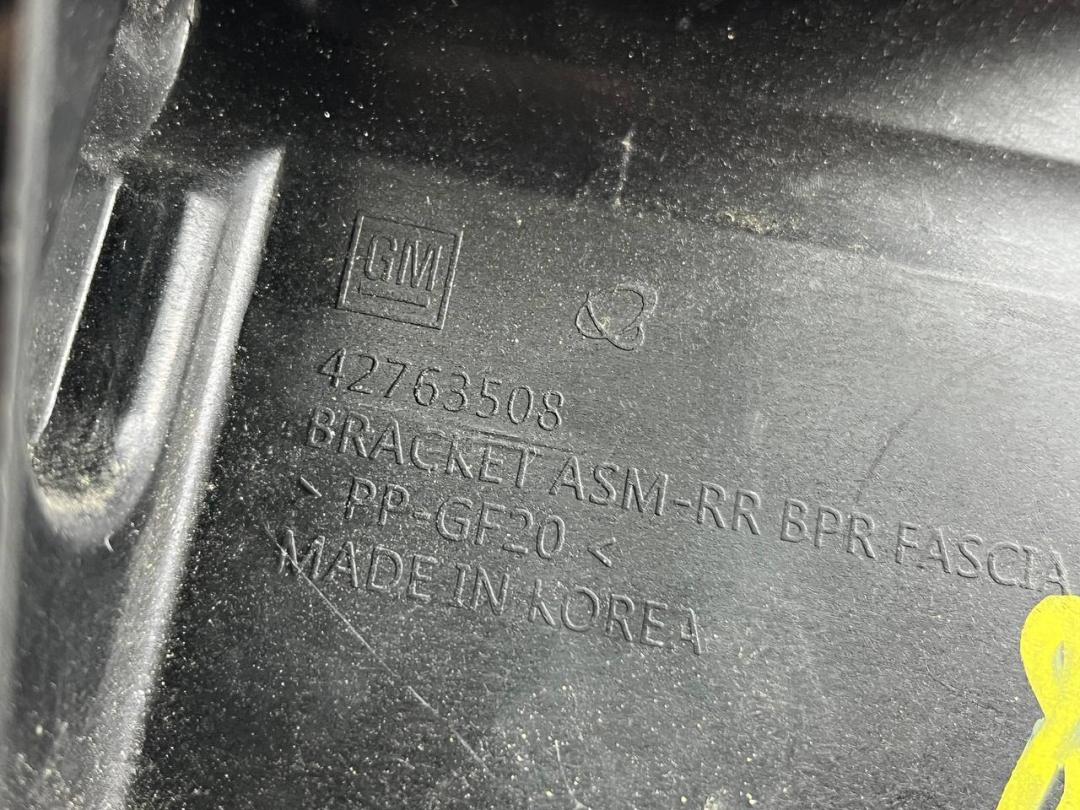 GM
42763508
BRACKET ASM-RR BPR FASCIA
> PP-GF20 <
MADE IN KOREA